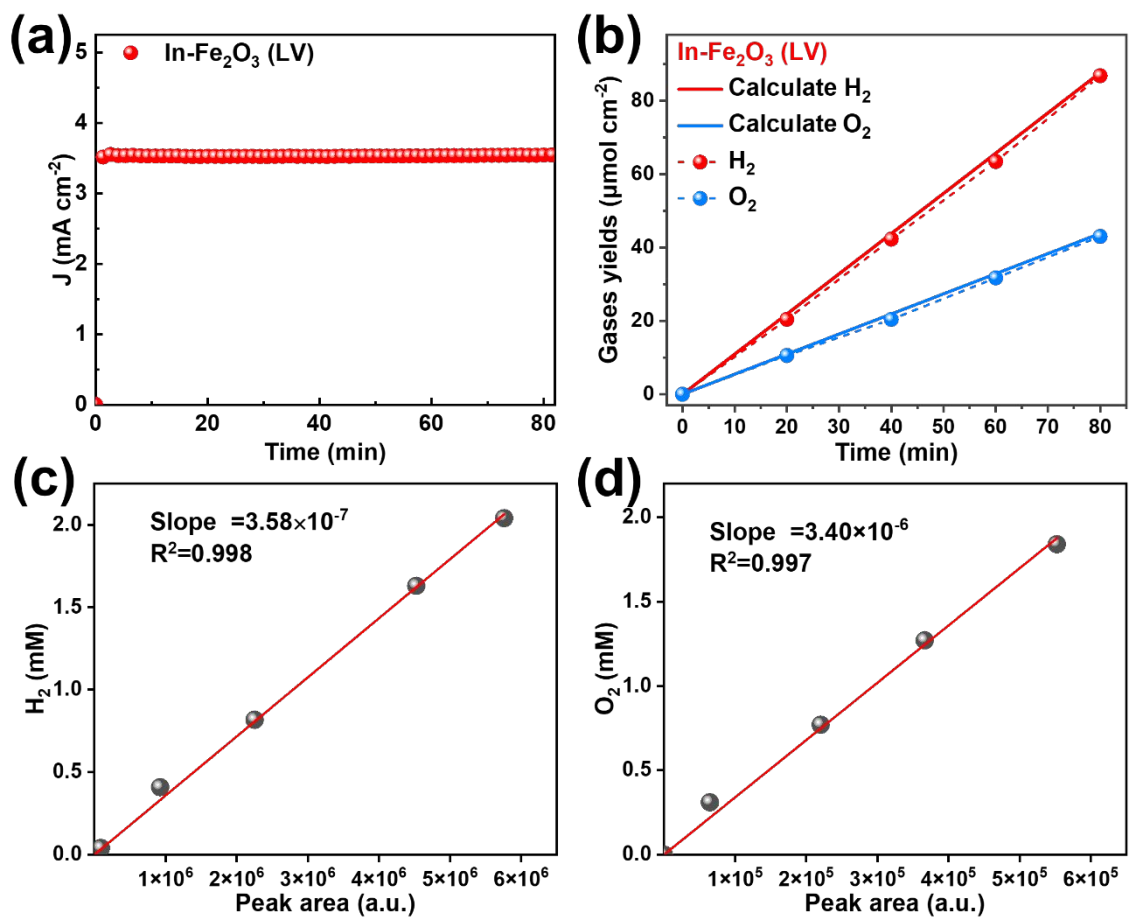 (a)
In-Fe₂O₃ (LV)
J (mA cm⁻²)
5
4
3
2
1
0
0 20 40 60 80
Time (min)
(b)
In-Fe₂O₃ (LV)
Calculate H₂
Calculate O₂
H₂
O₂
Gases yields (μmol cm⁻²)
80
60
40
20
0
0 10 20 30 40 50 60 70 80
Time (min)
(c)
Slope =3.58×10⁻⁷
R²=0.998
H₂ (mM)
2.0
1.5
1.0
0.5
0.0
1×10⁶ 2×10⁶ 3×10⁶ 4×10⁶ 5×10⁶ 6×10⁶
Peak area (a.u.)
(d)
Slope =3.40×10⁻⁶
R²=0.997
O₂ (mM)
2.0
1.5
1.0
0.5
0.0
1×10⁵ 2×10⁵ 3×10⁵ 4×10⁵ 5×10⁵ 6×10⁵
Peak area (a.u.)